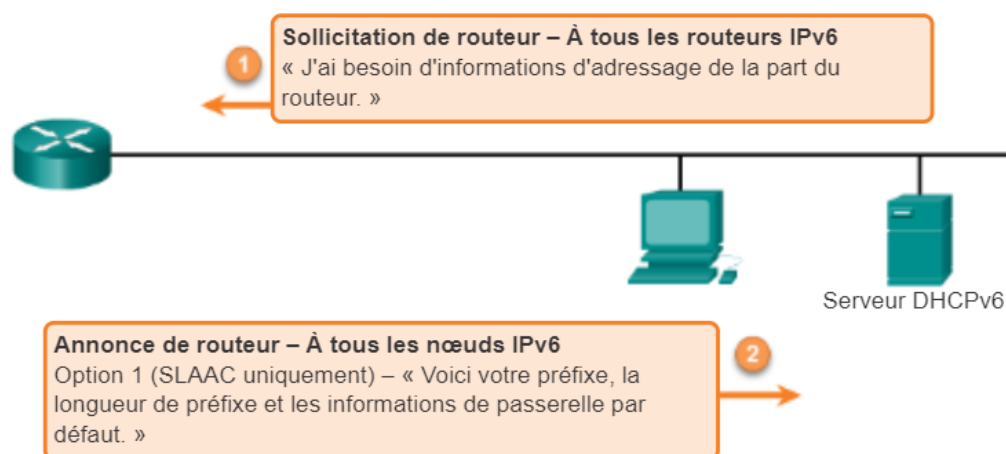 Sollicitation de routeur – À tous les routeurs IPv6
1
« J'ai besoin d'informations d'adressage de la part du
routeur. »
Serveur DHCPv6
Annonce de routeur – À tous les nœuds IPv6
2
Option 1 (SLAAC uniquement) – « Voici votre préfixe, la
longueur de préfixe et les informations de passerelle par
défaut. »